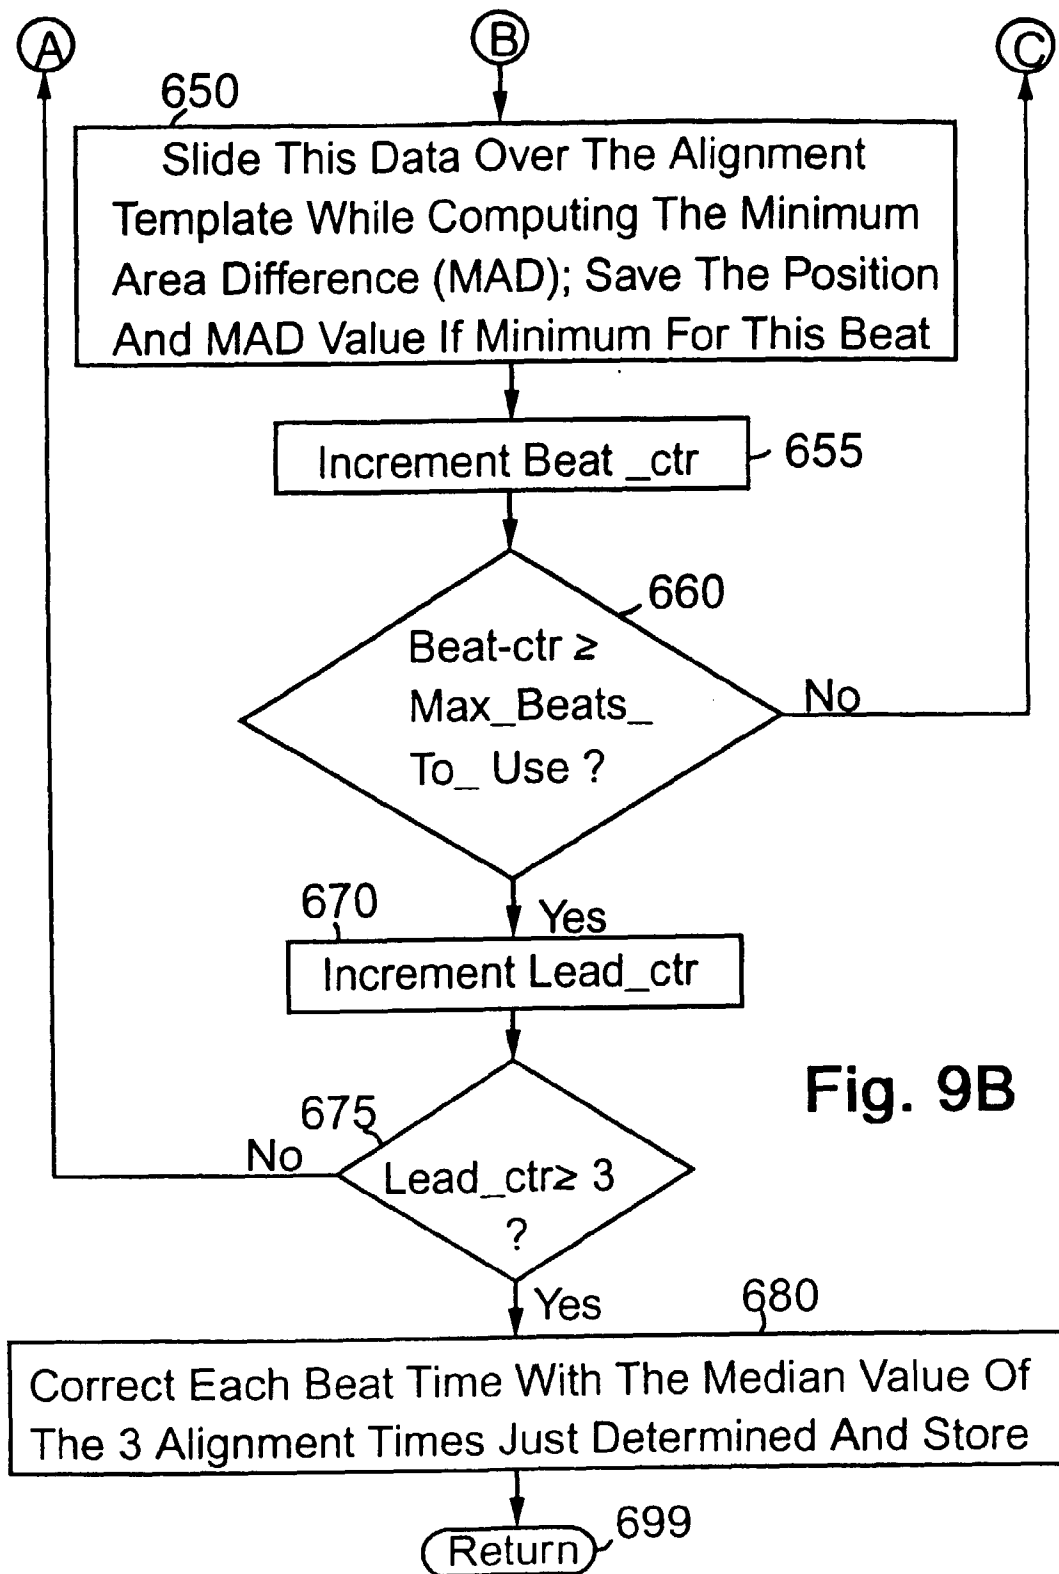 A
B
C
650
Slide This Data Over The Alignment
Template While Computing The Minimum
Area Difference (MAD); Save The Position
And MAD Value If Minimum For This Beat
Increment Beat _ctr
655
660
Beat-ctr ≥
Max_Beats_
To_ Use ?
No
Yes
670
Increment Lead_ctr
Fig. 9B
675
No
Lead_ctr≥ 3
?
Yes
680
Correct Each Beat Time With The Median Value Of
The 3 Alignment Times Just Determined And Store
Return
699